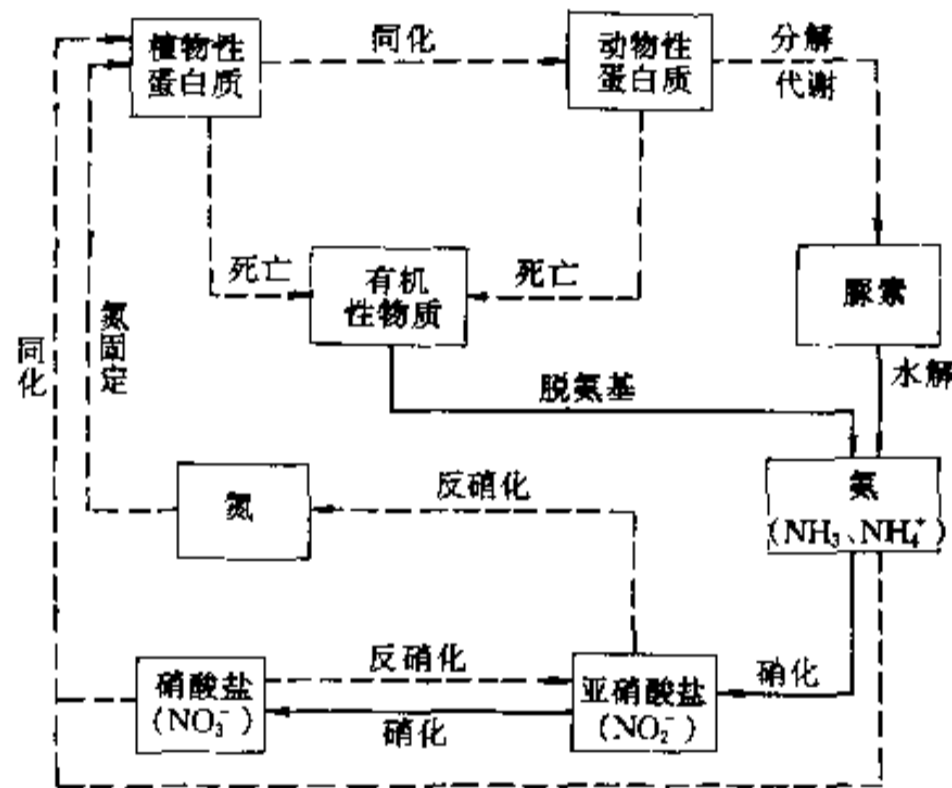 植物性
蛋白质
同化
动物性
蛋白质
分解
代谢
死亡
有机
性物质
死亡
脲素
水解
同化
氮固定
脱氨基
氮
反硝化
氨
(NH₃、NH₄⁺)
硝酸盐
(NO₃⁻)
反硝化
硝化
亚硝酸盐
(NO₂⁻)
硝化